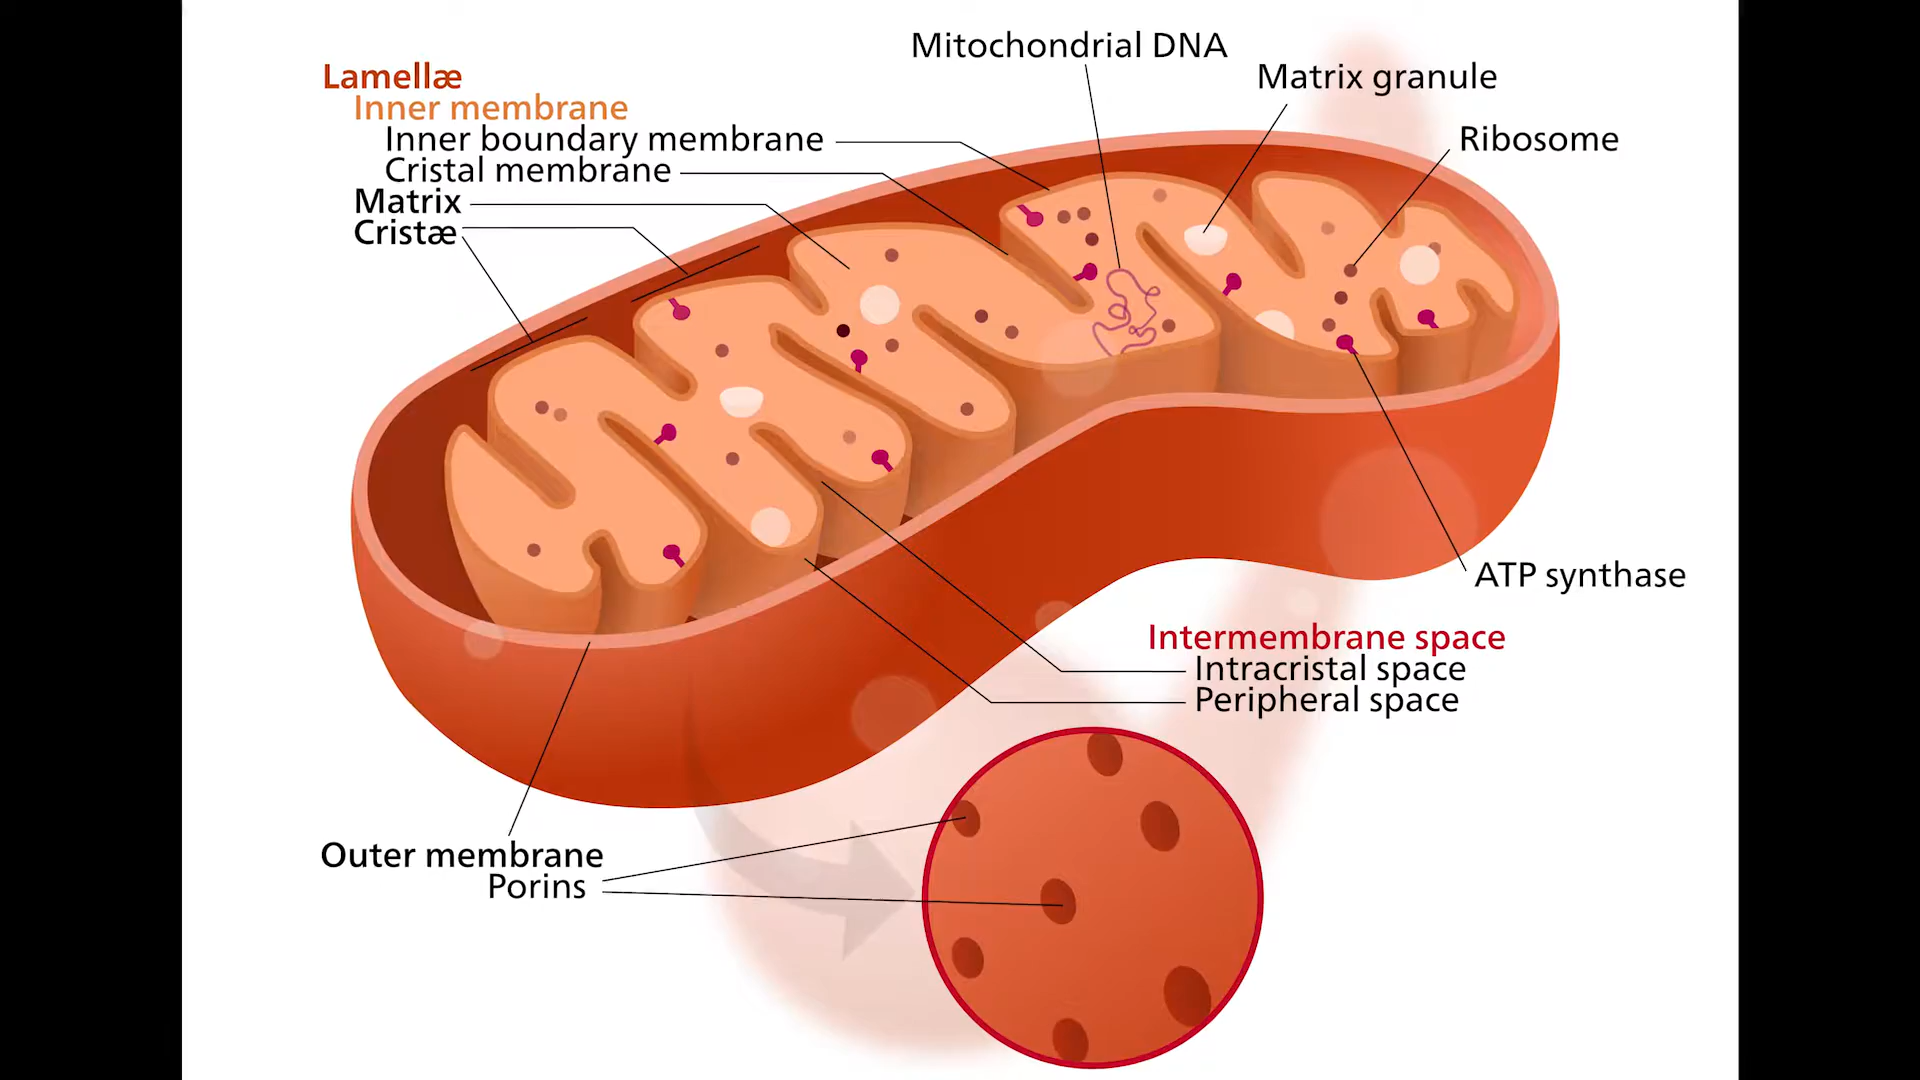 Mitochondrial DNA
Matrix granule
Ribosome
Lamellæ
Inner membrane
Inner boundary membrane
Cristal membrane
Matrix
Cristæ
ATP synthase
Intermembrane space
Intracristal space
Peripheral space
Outer membrane
Porins